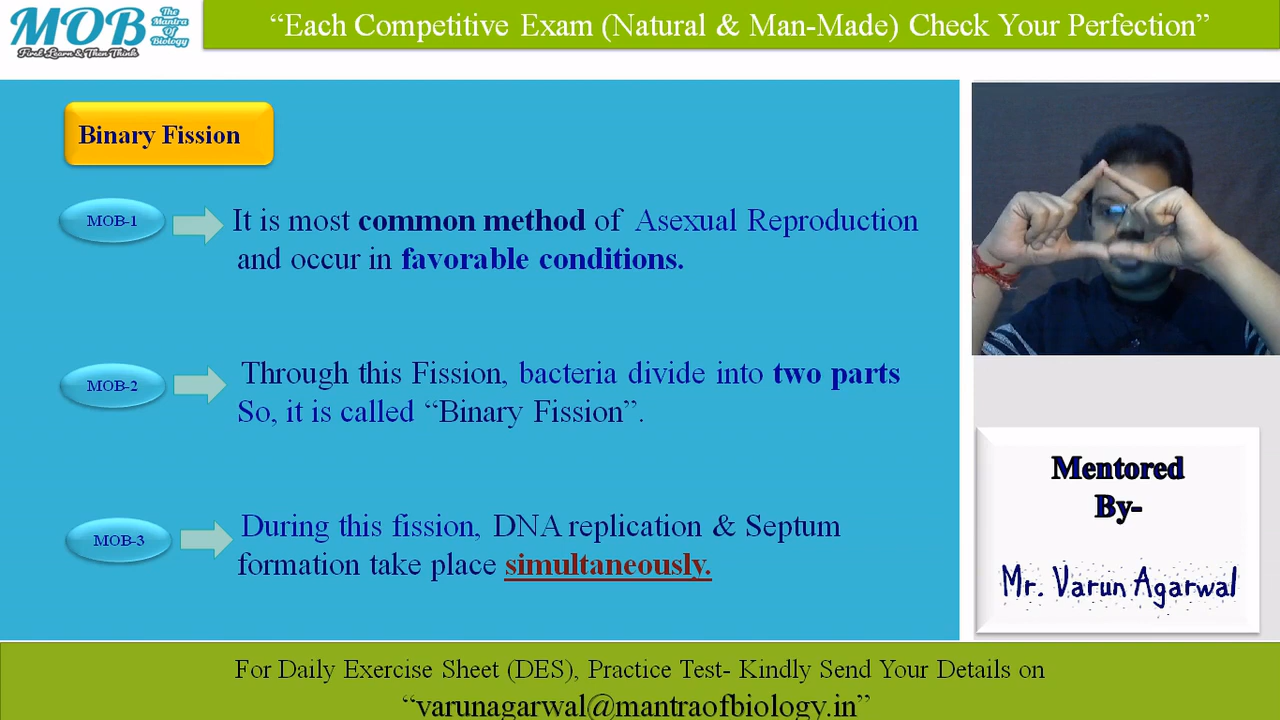 MOB
The
Mantra
Of
Biology
First Learn & Then Think
“Each Competitive Exam (Natural & Man-Made) Check Your Perfection”
Binary Fission
MOB-1
It is most common method of Asexual Reproduction
and occur in favorable conditions.
MOB-2
Through this Fission, bacteria divide into two parts
So, it is called “Binary Fission”.
MOB-3
During this fission, DNA replication & Septum
formation take place simultaneously.
Mentored
By-
Mr. Varun Agarwal
For Daily Exercise Sheet (DES), Practice Test- Kindly Send Your Details on
“varunagarwal@mantraofbiology.in”